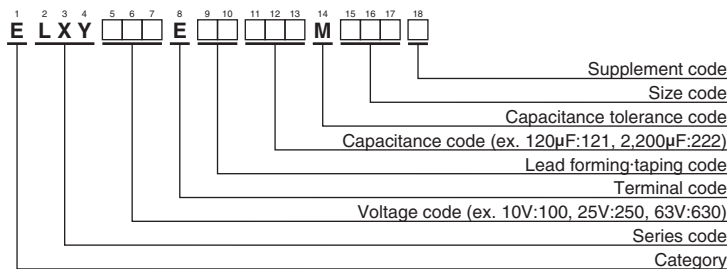 1 2 3 4 5 6 7 8 9 10 11 12 13 14 15 16 17 18
E L X Y E M
Supplement code
Size code
Capacitance tolerance code
Capacitance code (ex. 120µF:121, 2,200µF:222)
Lead forming·taping code
Terminal code
Voltage code (ex. 10V:100, 25V:250, 63V:630)
Series code
Category